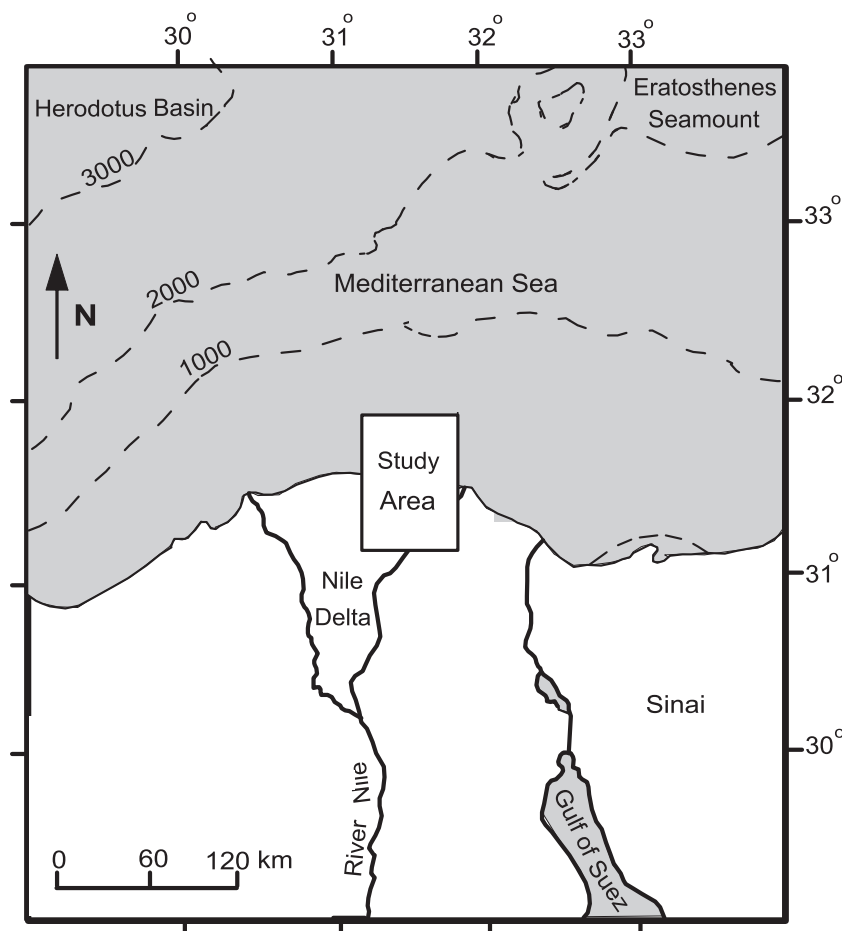 30°
31°
32°
33°
Herodotus Basin
Eratosthenes
Seamount
3000
33°
2000
Mediterranean Sea
N
1000
32°
Study
Area
31°
Nile
Delta
Sinai
30°
River Nile
Gulf of Suez
0 60 120 km